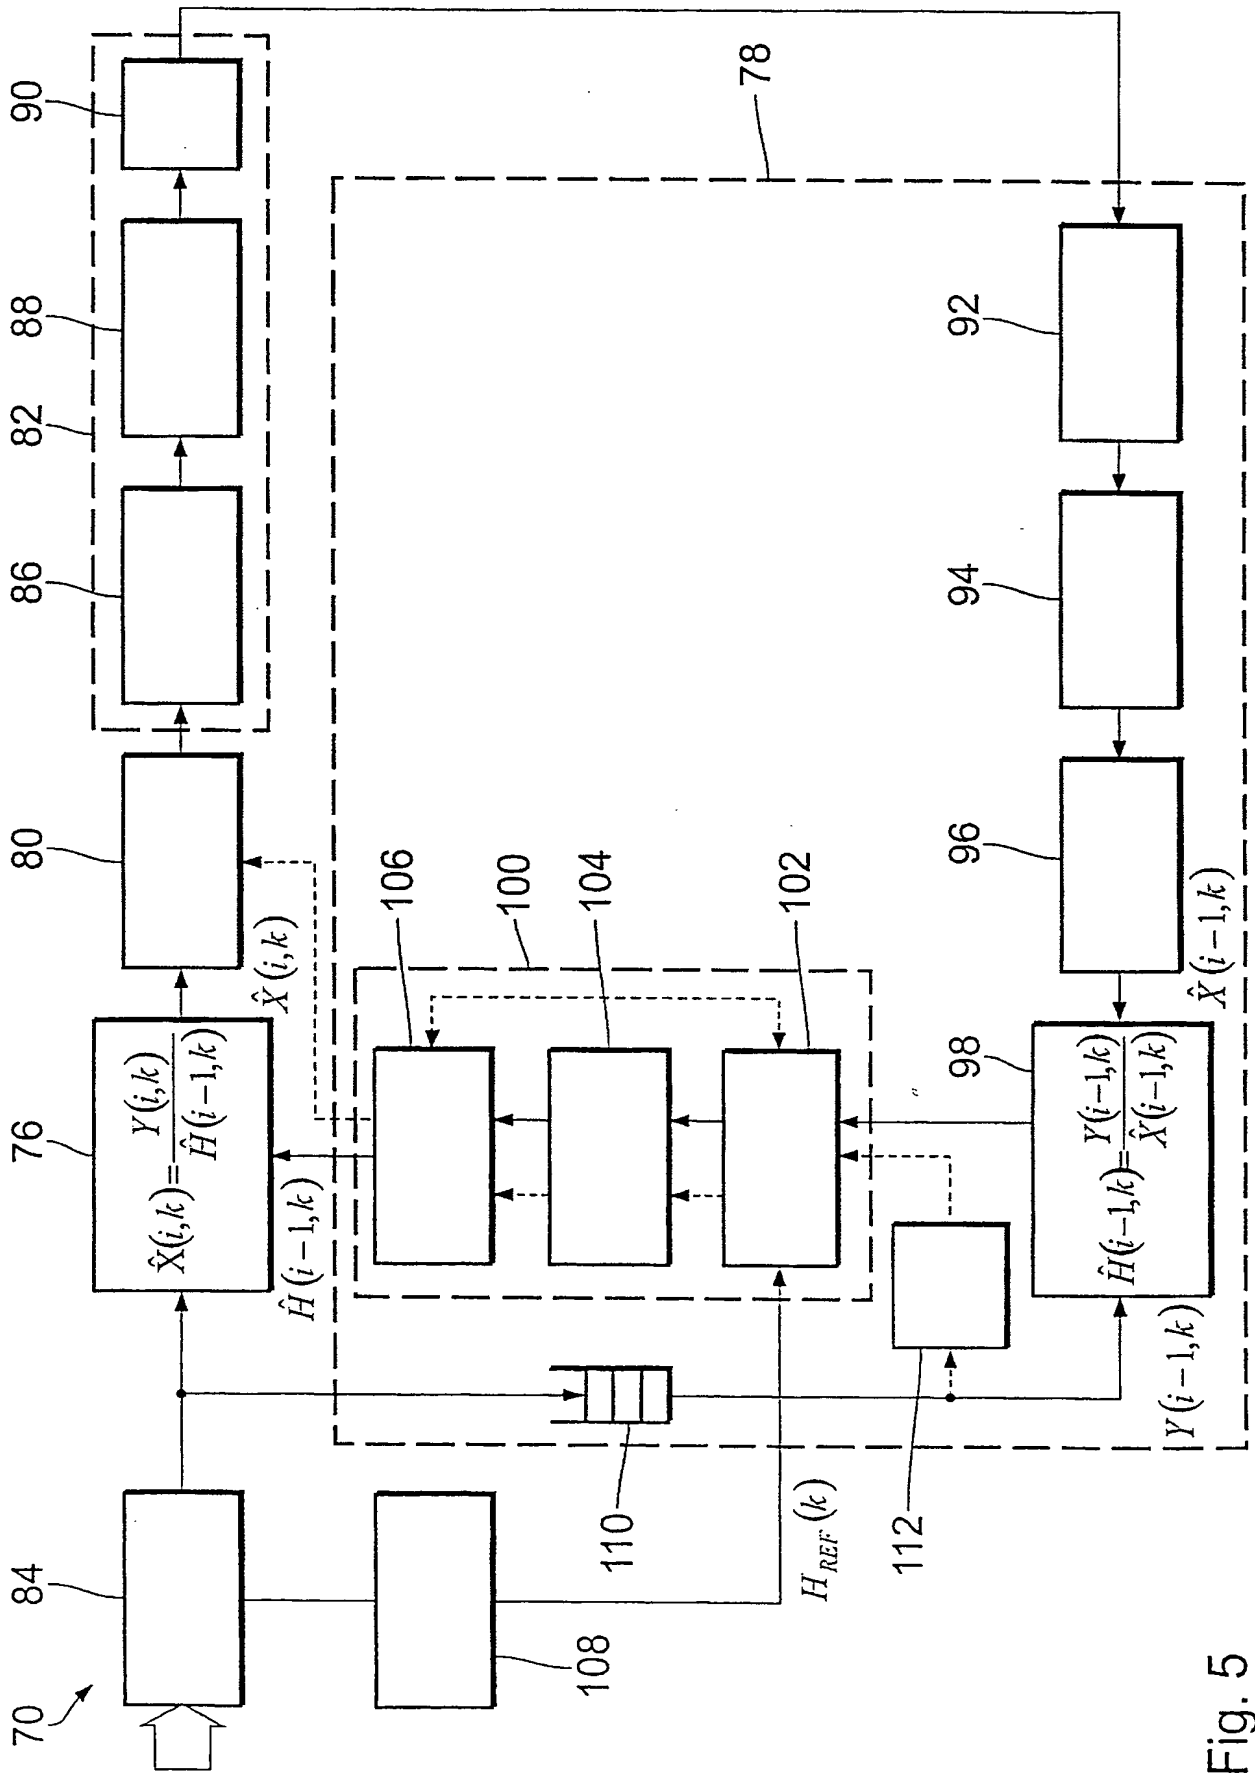 70
84
76
80
86
82
88
90
X̂(i,k) = Y(i,k) / Ĥ(i−1,k)
Ĥ(i−1,k)
X̂(i,k)
108
110
106
100
104
102
78
H_REF(k)
112
98
96
94
92
Ĥ(i−1,k) = Y(i−1,k) / X̂(i−1,k)
Y(i−1,k)
X̂(i−1,k)
Fig. 5